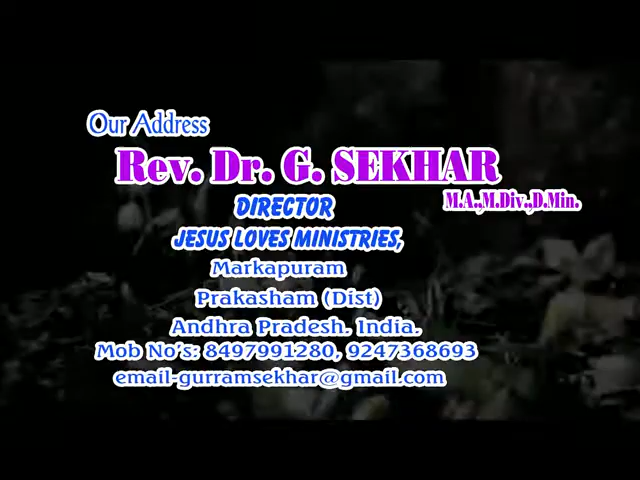 Our Address
Rev. Dr. G. SEKHAR
M.A.,M.Div.,D.Min.
DIRECTOR
JESUS LOVES MINISTRIES,
Markapuram
Prakasham (Dist)
Andhra Pradesh. India.
Mob No's: 8497991280, 9247368693
email-gurramsekhar@gmail.com